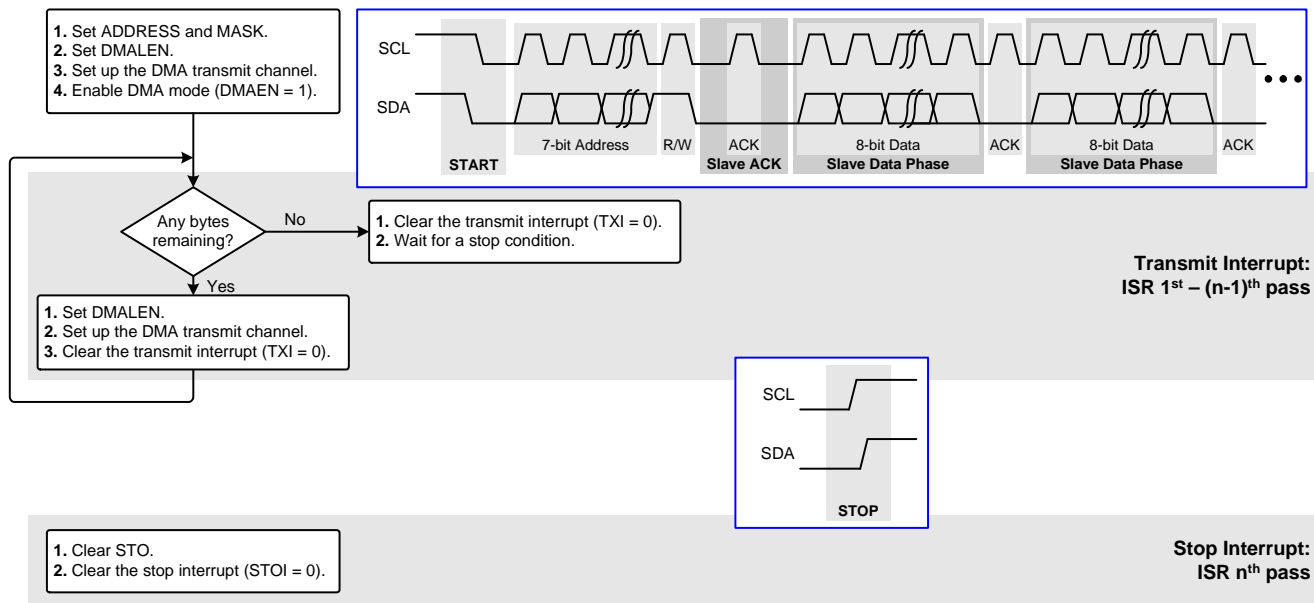 1. Set ADDRESS and MASK.
2. Set DMALEN.
3. Set up the DMA transmit channel.
4. Enable DMA mode (DMAEN = 1).
SCL
SDA
7-bit Address
R/W
ACK
8-bit Data
ACK
8-bit Data
ACK
START
Slave ACK
Slave Data Phase
Slave Data Phase
Any bytes
remaining?
No
Yes
1. Clear the transmit interrupt (TXI = 0).
2. Wait for a stop condition.
Transmit Interrupt:
ISR 1st – (n-1)th pass
1. Set DMALEN.
2. Set up the DMA transmit channel.
3. Clear the transmit interrupt (TXI = 0).
SCL
SDA
STOP
1. Clear STO.
2. Clear the stop interrupt (STOI = 0).
Stop Interrupt:
ISR nth pass